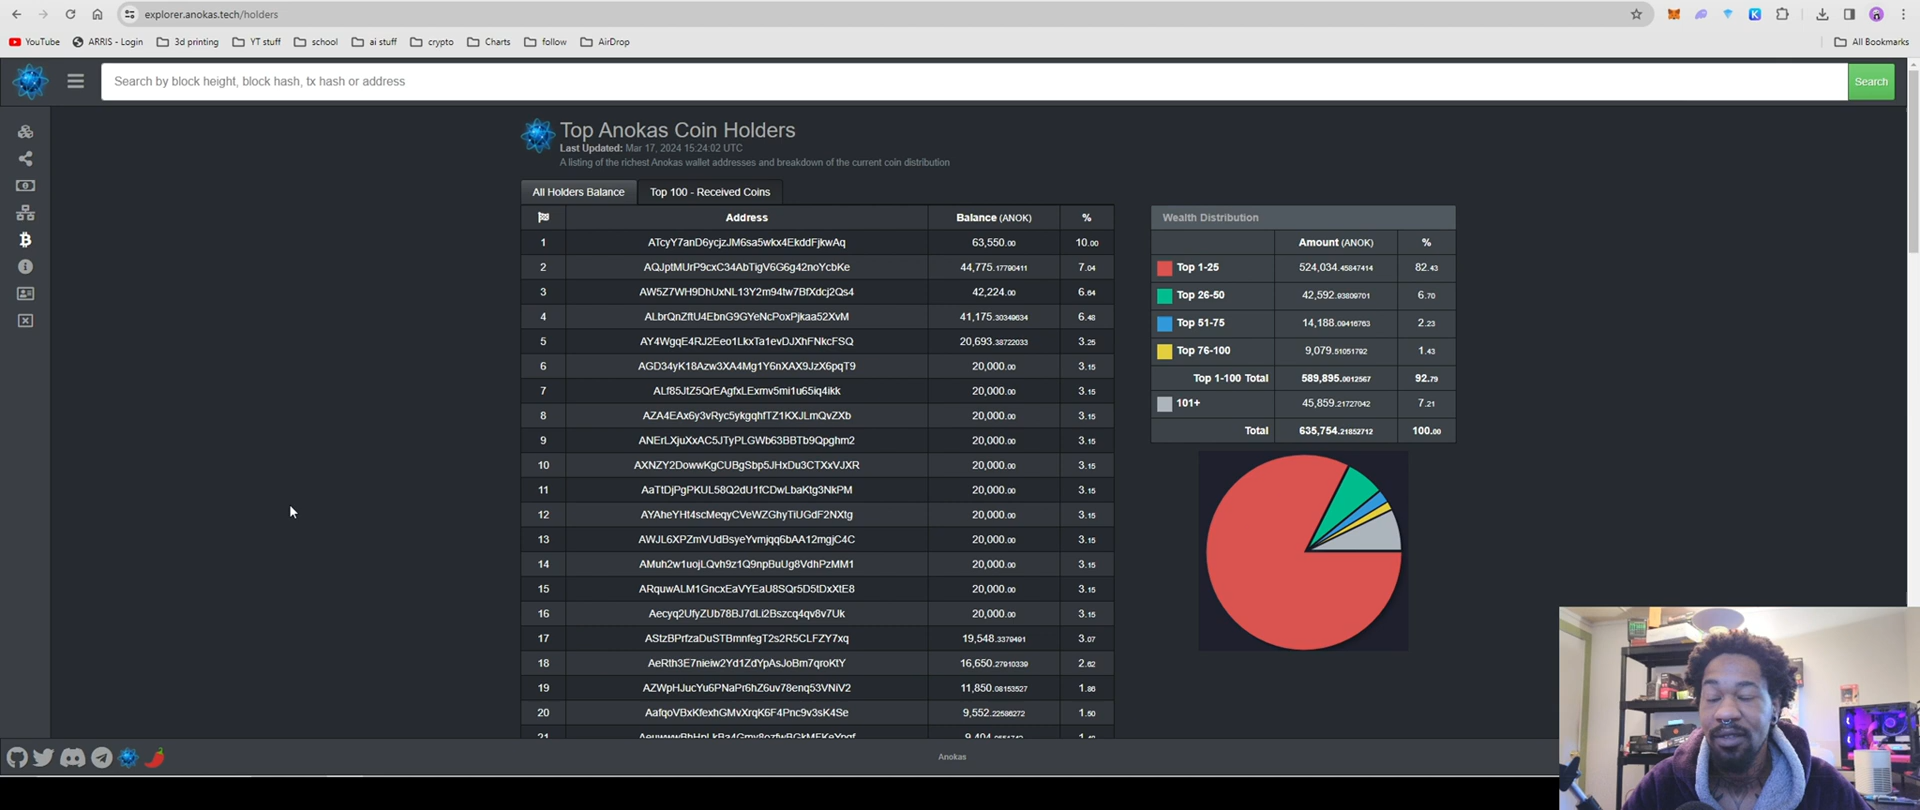 explorer.anokas.tech/holders
YouTube ARRIS - Login 3d printing YT stuff school ai stuff crypto Charts follow AirDrop All Bookmarks
Search by block height, block hash, tx hash or address Search
Top Anokas Coin Holders
Last Updated: Mar 17, 2024 15:24:02 UTC
A listing of the richest Anokas wallet addresses and breakdown of the current coin distribution
All Holders Balance Top 100 - Received Coins
Address Balance (ANOK) %
1 ATcyY7anD6ycjzJM6sa5wkx4EkddFjkwAq 63,550.00 10.00
2 AQJptMUrP9cxC34AbTigV6G6g42noYcbKe 44,775.17790411 7.04
3 AW5Z7WH9DhUxNL13Y2m94tw7BfXdcj2Qs4 42,224.00 6.64
4 ALbrQnZftU4EbnG9GYeNcPoxPjkaa52XvM 41,175.30349634 6.48
5 AY4WgqE4RJ2Eeo1LkxTa1evDJXhFNkcFSQ 20,693.38722033 3.25
6 AGD34yK18Azw3XA4Mg1Y6nXAX9JzX6pqT9 20,000.00 3.15
7 ALf85JtZ5QrEAgfxLExmv5mi1u65iq4ikk 20,000.00 3.15
8 AZA4EAx6y3vRyc5ykgqhfTZ1KXJLmQvZXb 20,000.00 3.15
9 ANErLXjuXxAC5JTyPLGWb63BBTb9Qpghm2 20,000.00 3.15
10 AXNZY2DowwKgCUBgSbp5JHxDu3CTXxVJXR 20,000.00 3.15
11 AaTtDjPgPKUL58Q2dU1fCDwLbaKtg3NkPM 20,000.00 3.15
12 AYAheYHt4scMeqyCVeWZGhyTiUGdF2NXtg 20,000.00 3.15
13 AWJL6XPZmVUdBsyeYvmjqq6bAA12mgjC4C 20,000.00 3.15
14 AMuh2w1uojLQvh9z1Q9npBuUg8VdhPzMM1 20,000.00 3.15
15 ARquwALM1GncxEaVYEaU8SQr5D5tDxXtE8 20,000.00 3.15
16 Aecyq2UfyZUb78BJ7dLi2Bszcq4qv8v7Uk 20,000.00 3.15
17 AStzBPrfzaDuSTBmnfegT2s2R5CLFZY7xq 19,548.3379491 3.07
18 AeRth3E7nieiw2Yd1ZdYpAsJoBm7qroKtY 16,650.27910339 2.62
19 AZWpHJucYu6PNaPr6hZ6uv78enq53VNiV2 11,850.08153527 1.86
20 AafqoVBxKfexhGMvXrqK6F4Pnc9v3sK4Se 9,552.22586272 1.50
21
Wealth Distribution
Amount (ANOK) %
Top 1-25 524,034.45847414 82.43
Top 26-50 42,592.93809701 6.70
Top 51-75 14,188.09416763 2.23
Top 76-100 9,079.51051792 1.43
Top 1-100 Total 589,895.0012567 92.79
101+ 45,859.21727042 7.21
Total 635,754.21852712 100.00
Anokas